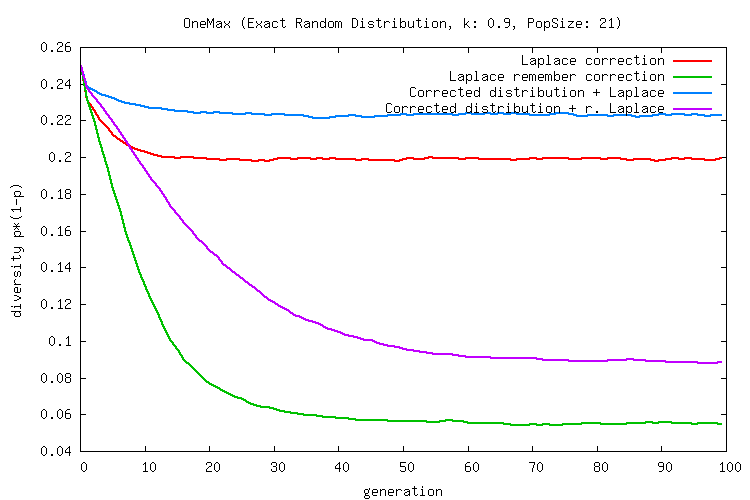 OneMax (Exact Random Distribution, k: 0.9, PopSize: 21)
Laplace correction
Laplace remember correction
Corrected distribution + Laplace
Corrected distribution + r. Laplace
diversity p*(1-p)
0.26
0.24
0.22
0.2
0.18
0.16
0.14
0.12
0.1
0.08
0.06
0.04
0 10 20 30 40 50 60 70 80 90 100
generation